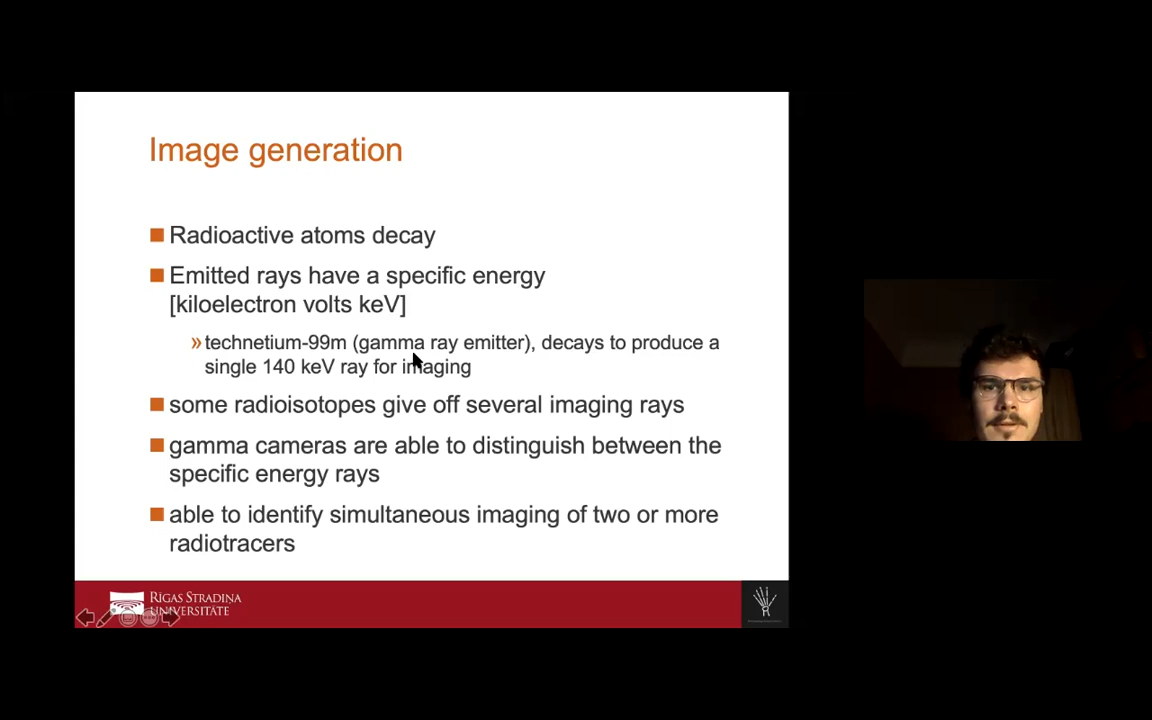 Image generation
Radioactive atoms decay
Emitted rays have a specific energy
[kiloelectron volts keV]
» technetium-99m (gamma ray emitter), decays to produce a
single 140 keV ray for imaging
some radioisotopes give off several imaging rays
gamma cameras are able to distinguish between the
specific energy rays
able to identify simultaneous imaging of two or more
radiotracers
RĪGAS STRADIŅA
UNIVERSITĀTE